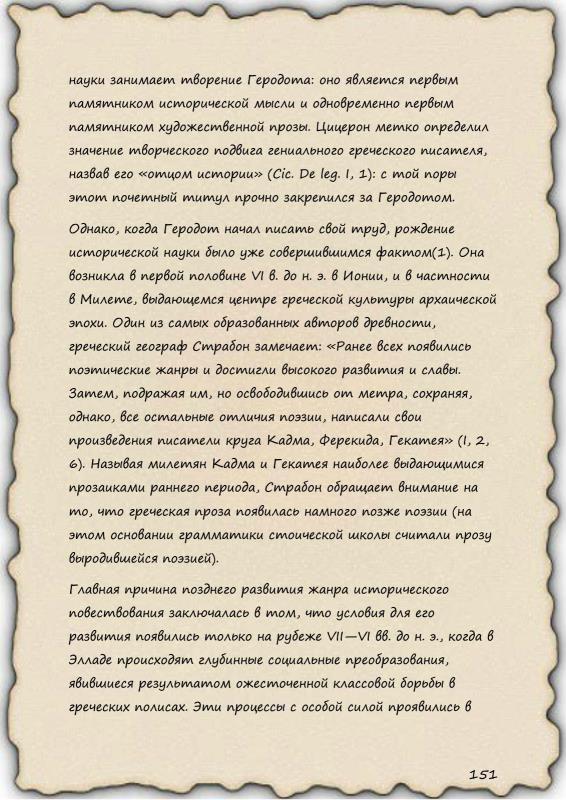 науки занимает творение Геродота: оно является первым
памятником исторической мысли и одновременно первым
памятником художественной прозы. Цицерон метко определил
значение творческого подвига гениального греческого писателя,
назвав его «отцом истории» (Cic. De leg. I, 1): с той поры
этот почетный титул прочно закрепился за Геродотом.
Однако, когда Геродот начал писать свой труд, рождение
исторической науки было уже совершившимся фактом(1). Она
возникла в первой половине VI в. до н. э. в Ионии, и в частности
в Милете, выдающемся центре греческой культуры архаической
эпохи. Один из самых образованных авторов древности,
греческий географ Страбон замечает: «Ранее всех появились
поэтические жанры и достигли высокого развития и славы.
Затем, подражая им, но освободившись от метра, сохраняя,
однако, все остальные отличия поэзии, написали свои
произведения писатели круга Кадма, Ферекида, Гекатея» (I, 2,
6). Называя милетян Кадма и Гекатея наиболее выдающимися
прозаиками раннего периода, Страбон обращает внимание на
то, что греческая проза появилась намного позже поэзии (на
этом основании грамматики стоической школы считали прозу
выродившейся поэзией).
Главная причина позднего развития жанра исторического
повествования заключалась в том, что условия для его
развития появились только на рубеже VII—VI вв. до н. э., когда в
Элладе происходят глубинные социальные преобразования,
явившиеся результатом ожесточенной классовой борьбы в
греческих полисах. Эти процессы с особой силой проявились в
151